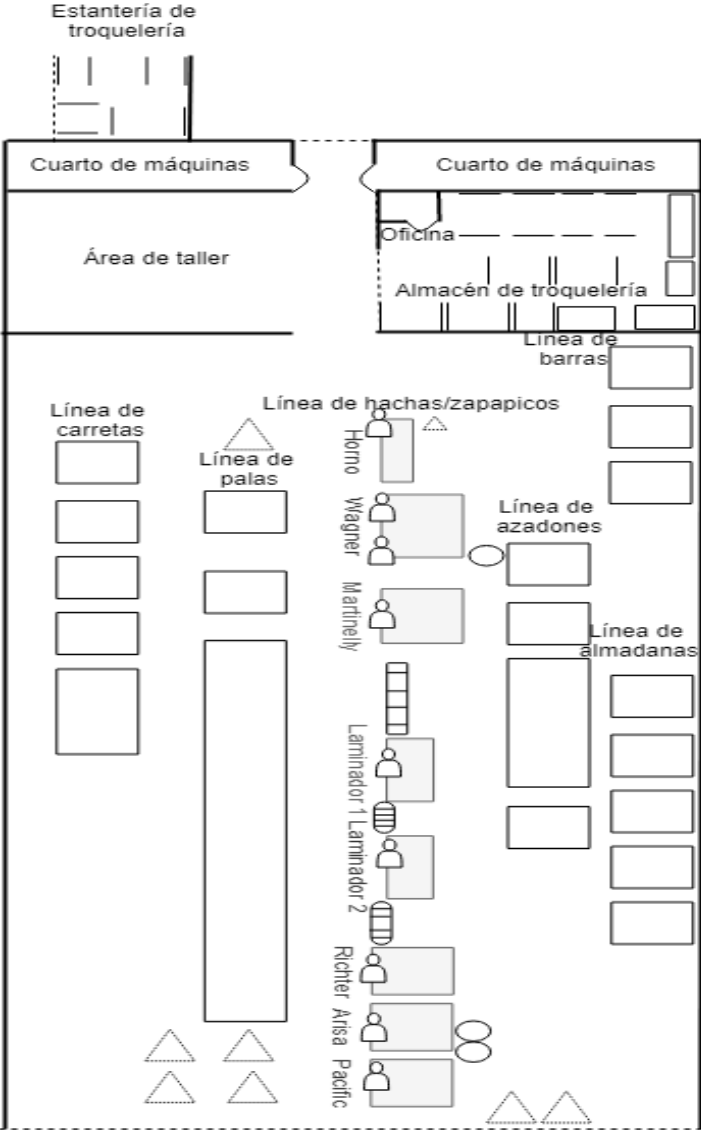 Estantería de
troquelería
Cuarto de máquinas
Cuarto de máquinas
Área de taller
Oficina
Almacén de troquelería
Línea de
barras
Línea de hachas/zapapicos
Línea de
carretas
Línea de
palas
Horno
Wagner
Línea de
azadones
Martinelly
Línea de
almadanas
Laminador 1
Laminador 2
Richter
Arisa
Pacific